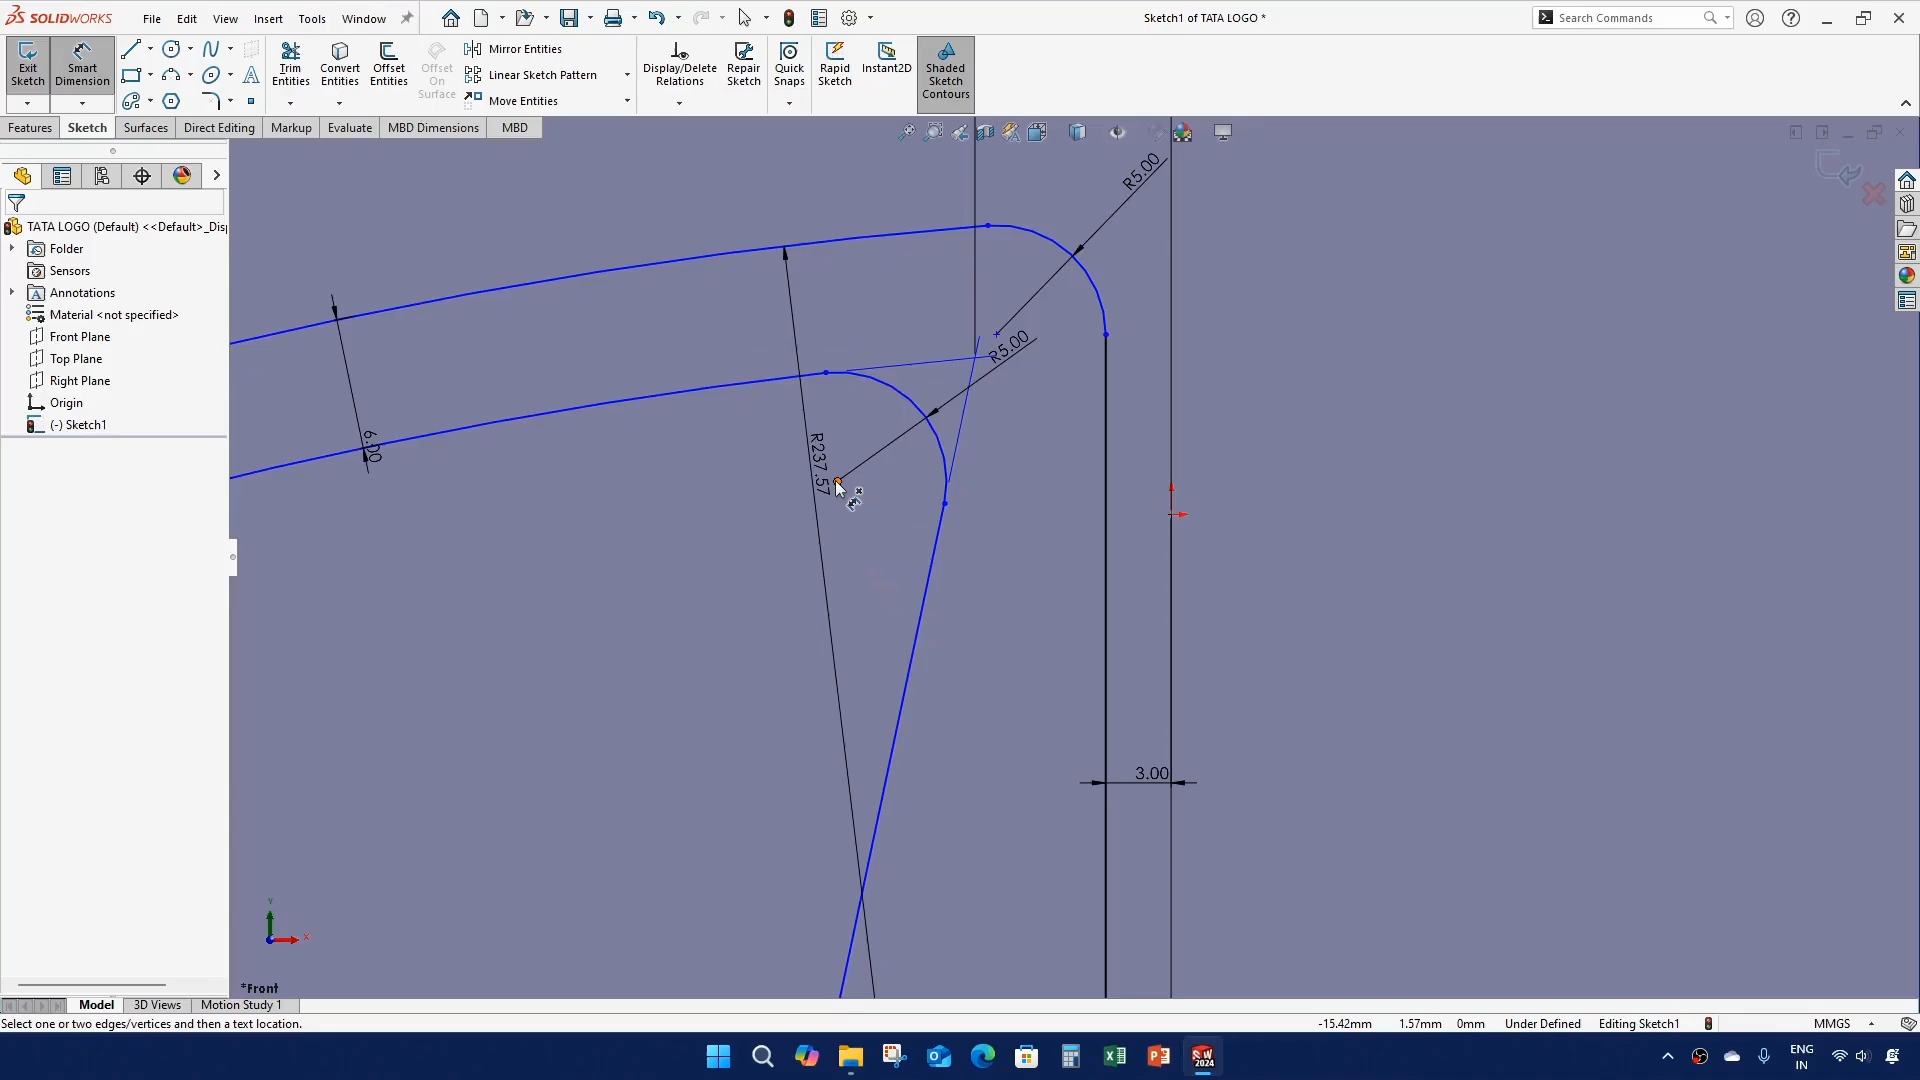 SOLIDWORKS
File
Edit
View
Insert
Tools
Window
Sketch1 of TATA LOGO *
Search Commands
Exit Sketch
Smart Dimension
Trim Entities
Convert Entities
Offset Entities
Offset On Surface
Mirror Entities
Linear Sketch Pattern
Move Entities
Display/Delete Relations
Repair Sketch
Quick Snaps
Rapid Sketch
Instant2D
Shaded Sketch Contours
Features
Sketch
Surfaces
Direct Editing
Markup
Evaluate
MBD Dimensions
MBD
TATA LOGO (Default) <<Default>_Disp
Folder
Sensors
Annotations
Material <not specified>
Front Plane
Top Plane
Right Plane
Origin
(-) Sketch1
R5.00
R5.00
6.00
R237.57
3.00
Y
X
*Front
Model
3D Views
Motion Study 1
Select one or two edges/vertices and then a text location.
-15.42mm
1.57mm
0mm
Under Defined
Editing Sketch1
MMGS
SW
2024
ENG
IN